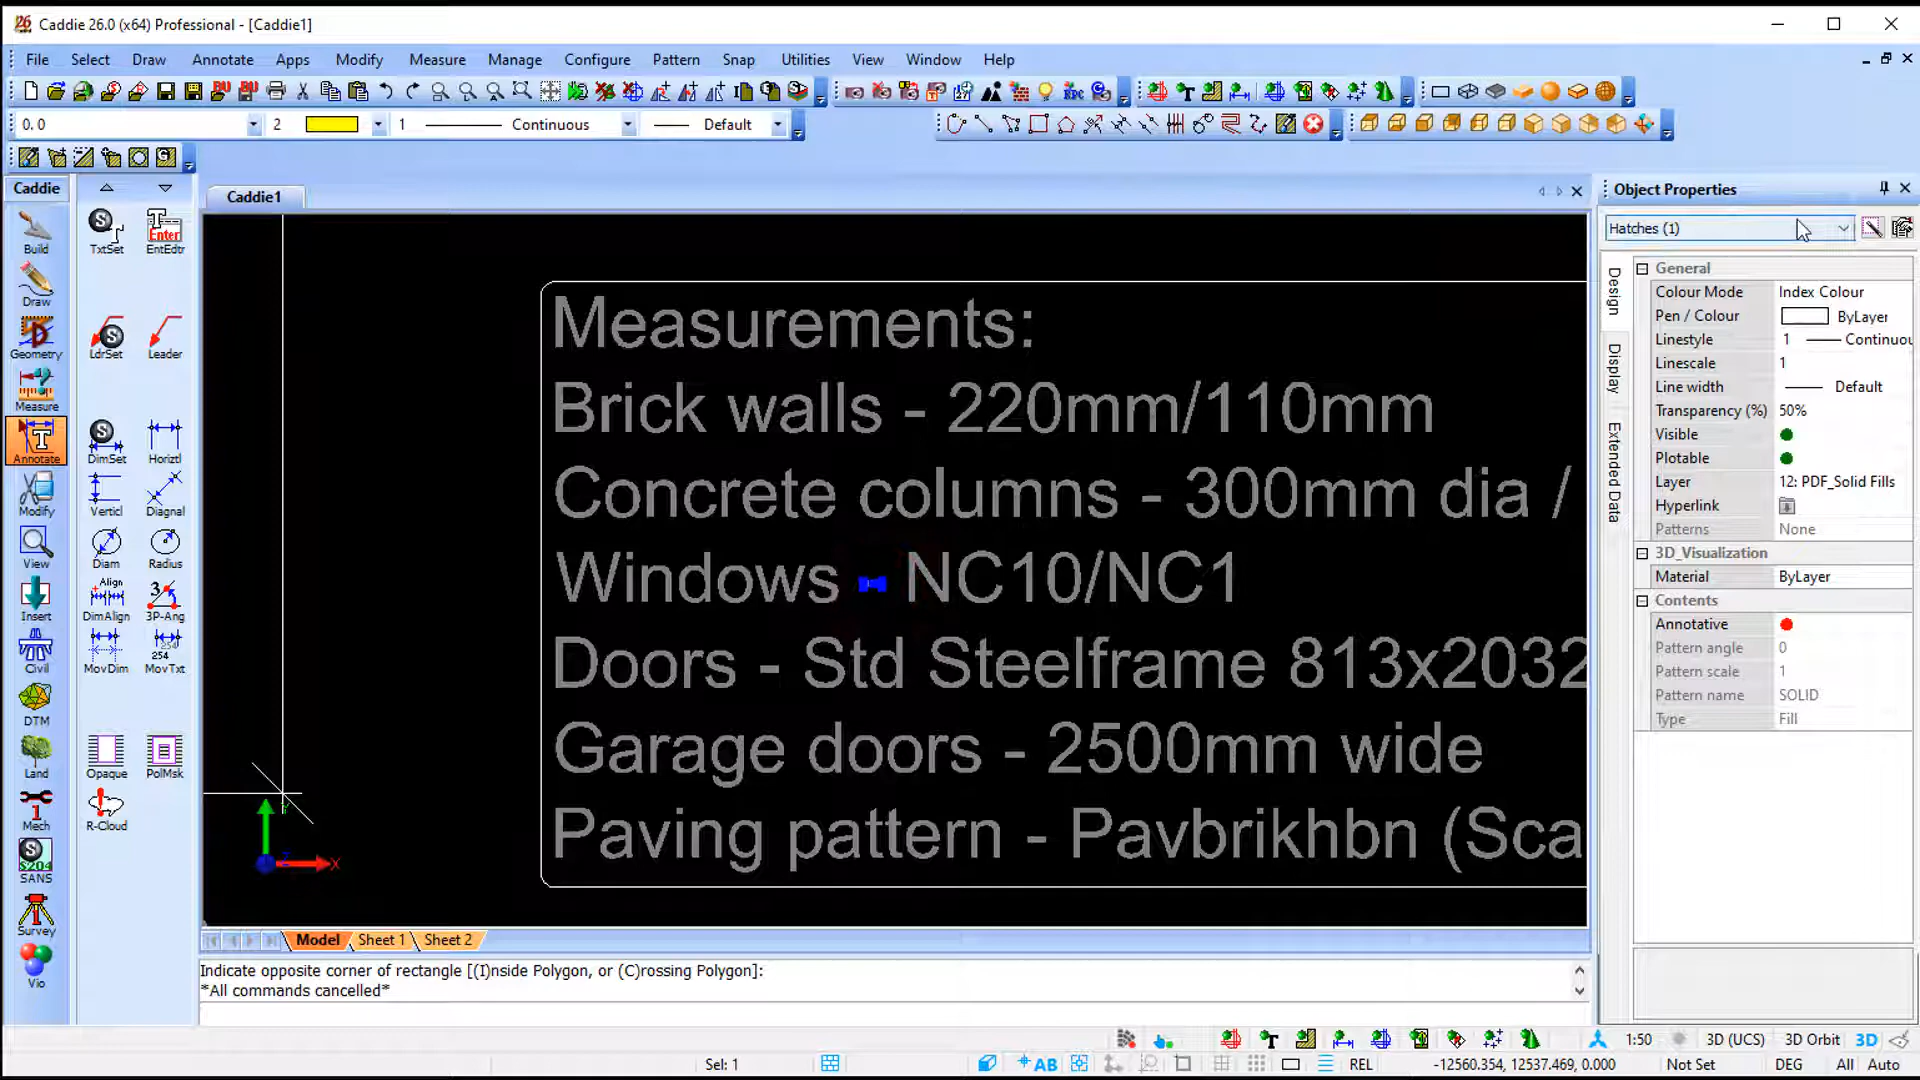 Caddie 26.0 (x64) Professional - [Caddie1]
File Select Draw Annotate Apps Modify Measure Manage Configure Pattern Snap Utilities View Window Help
0. 0 2 1 Continuous Default
Caddie
Build
Draw
Geometry
Measure
Annotate
Modify
View
Insert
Civil
DTM
Land
Mech
SANS
Survey
Vio
TxtSet EntEdtr
LdrSet Leader
DimSet Horiztl
Verticl Diagnal
Diam Radius
DimAlign 3P-Ang
MovDim MovTxt
Opaque PolMsk
R-Cloud
Caddie1
Measurements:
Brick walls - 220mm/110mm
Concrete columns - 300mm dia /
Windows - NC10/NC1
Doors - Std Steelframe 813x2032
Garage doors - 2500mm wide
Paving pattern - Pavbrikhbn (Sca
X
Model Sheet 1 Sheet 2
Indicate opposite corner of rectangle [(I)nside Polygon, or (C)rossing Polygon]:
*All commands cancelled*
Object Properties
Hatches (1)
Design
Display
Extended Data
General
Colour Mode Index Colour
Pen / Colour ByLayer
Linestyle 1 Continuou
Linescale 1
Line width Default
Transparency (%) 50%
Visible
Plotable
Layer 12: PDF_Solid Fills
Hyperlink
Patterns None
3D_Visualization
Material ByLayer
Contents
Annotative
Pattern angle 0
Pattern scale 1
Pattern name SOLID
Type Fill
1:50 3D (UCS) 3D Orbit 3D
Sel: 1 AB REL -12560.354, 12537.469, 0.000 Not Set DEG All Auto